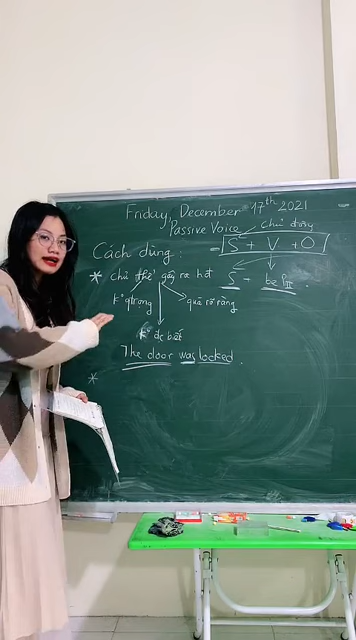 Friday, December 17th 2021
Passive Voice
chủ động
= S + V + O
Cách dùng :
* chủ thể gây ra hđ
S + be PII .
k° qtrọng
quá rõ ràng
k° đc biết
The door was locked .
*